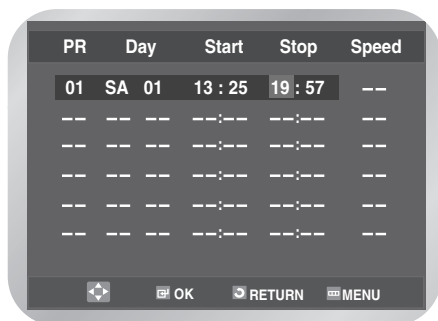 PR Day Start Stop Speed
01 SA 01 13 : 25 19 : 57 – –
– – – – – – – –:– – – –:– – – –
– – – – – – – –:– – – –:– – – –
– – – – – – – –:– – – –:– – – –
– – – – – – – –:– – – –:– – – –
– – – – – – – –:– – – –:– – – –
OK RETURN MENU